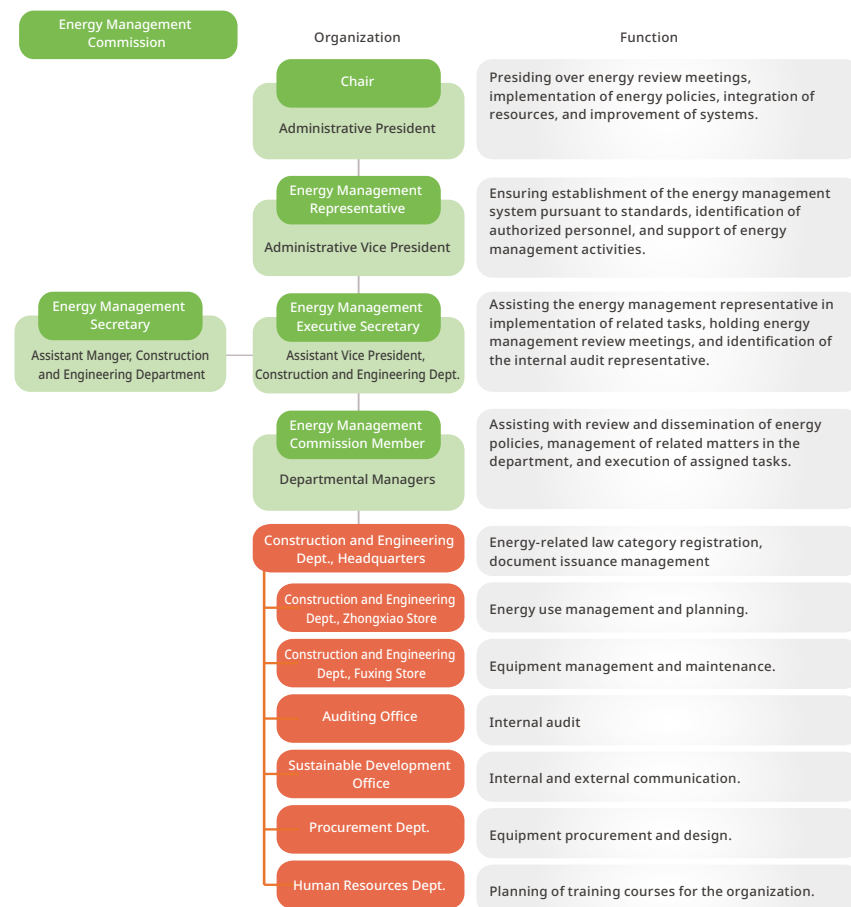 Energy Management
Commission
Organization
Function
Chair
Administrative President
Presiding over energy review meetings,
implementation of energy policies, integration of
resources, and improvement of systems.
Energy Management
Representative
Administrative Vice President
Ensuring establishment of the energy management
system pursuant to standards, identification of
authorized personnel, and support of energy
management activities.
Energy Management
Secretary
Assistant Manger, Construction
and Engineering Department
Energy Management
Executive Secretary
Assistant Vice President,
Construction and Engineering Dept.
Assisting the energy management representative in
implementation of related tasks, holding energy
management review meetings, and identification of
the internal audit representative.
Energy Management
Commission Member
Departmental Managers
Assisting with review and dissemination of energy
policies, management of related matters in the
department, and execution of assigned tasks.
Construction and Engineering
Dept., Headquarters
Energy-related law category registration,
document issuance management
Construction and Engineering
Dept., Zhongxiao Store
Energy use management and planning.
Construction and Engineering
Dept., Fuxing Store
Equipment management and maintenance.
Auditing Office
Internal audit
Sustainable Development
Office
Internal and external communication.
Procurement Dept.
Equipment procurement and design.
Human Resources Dept.
Planning of training courses for the organization.